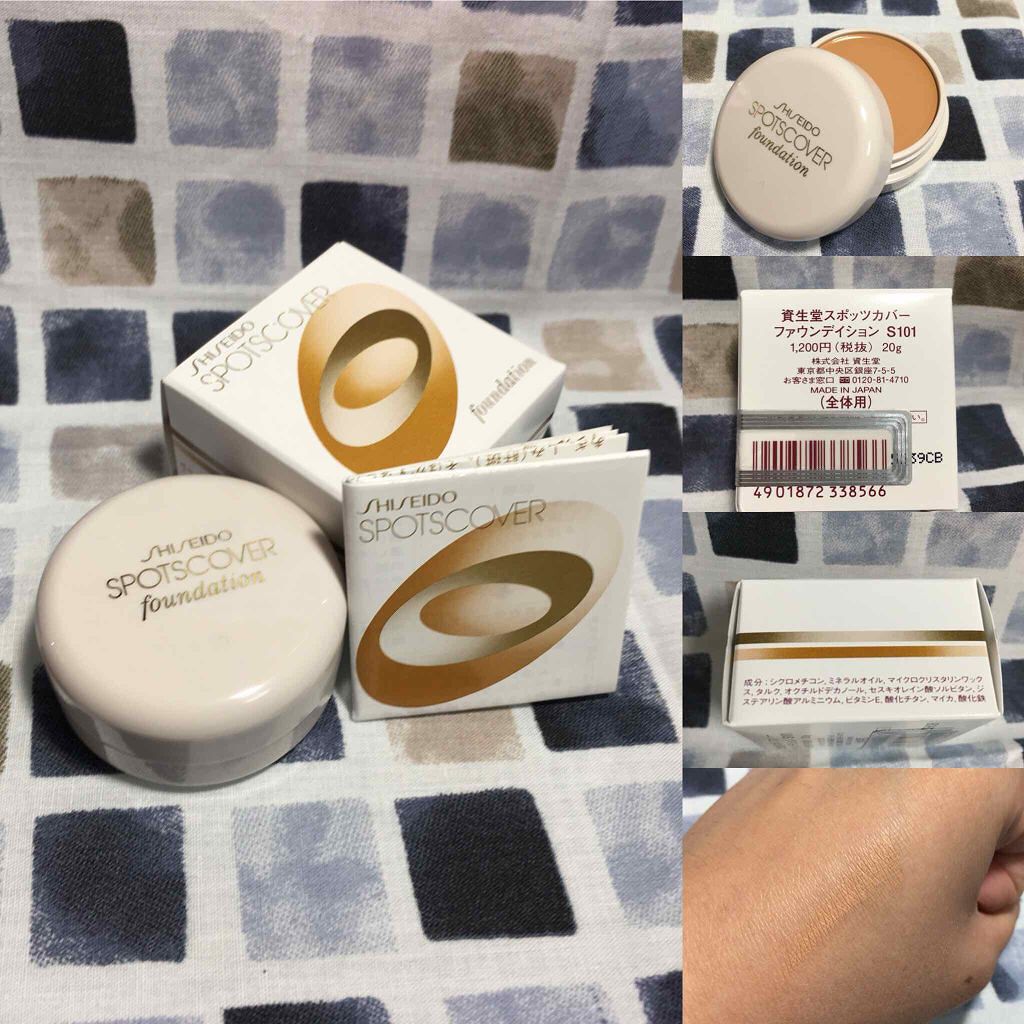 SHISEIDO
SPOTSCOVER
foundation
SHISEIDO
SPOTSCOVER
foundation
SHISEIDO
SPOTSCOVER
SHISEIDO
SPOTSCOVER
foundation
資生堂スポッツカバー
ファウンデイション S101
1,200円(税抜) 20g
株式会社 資生堂
東京都中央区銀座7-5-5
お客さま窓口 0120-81-4710
MADE IN JAPAN
(全体用)
い。
39CB
4901872338566
成分:シクロメチコン, ミネラルオイル, マイクロクリスタリンワック
ス, タルク, オクチルドデカノール, セスキオレイン酸ソルビタン, ジ
ステアリン酸アルミニウム, ビタミンE, 酸化チタン, マイカ, 酸化鉄